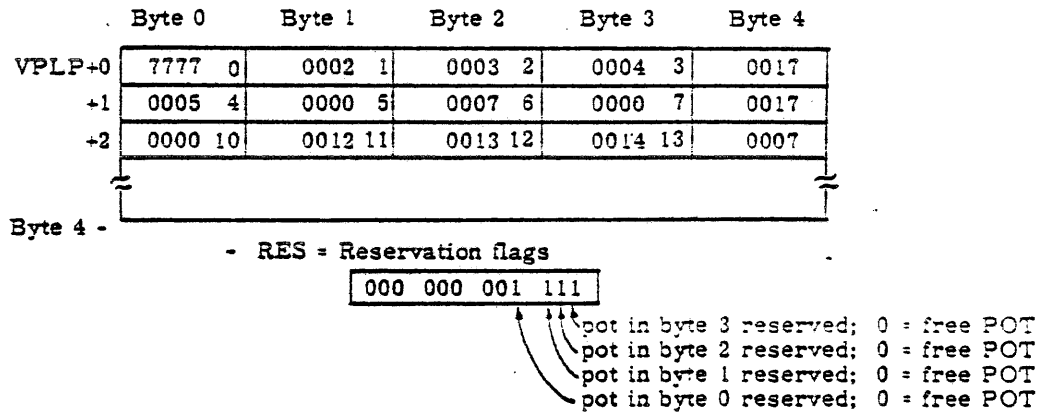 Byte 0 Byte 1 Byte 2 Byte 3 Byte 4
VPLP+0 7777 0 0002 1 0003 2 0004 3 0017
+1 0005 4 0000 5 0007 6 0000 7 0017
+2 0000 10 0012 11 0013 12 0014 13 0007
Byte 4 -
- RES = Reservation flags
000 000 001 111
pot in byte 3 reserved; 0 = free POT
pot in byte 2 reserved; 0 = free POT
pot in byte 1 reserved; 0 = free POT
pot in byte 0 reserved; 0 = free POT